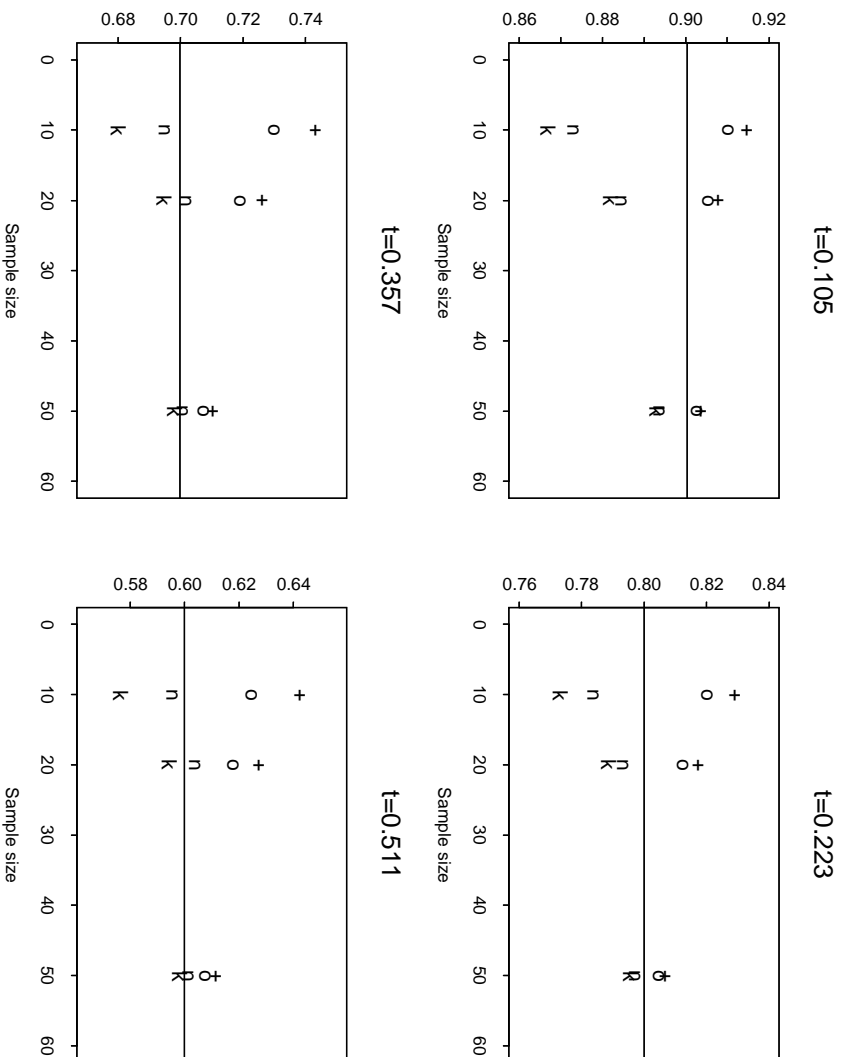 t=0.105
0.86 0.88 0.90 0.92
+ o n k
+ o n k
+ o n k
0 10 20 30 40 50 60
Sample size
t=0.223
0.76 0.78 0.80 0.82 0.84
+ o n k
+ o n k
+ o n k
0 10 20 30 40 50 60
Sample size
t=0.357
0.68 0.70 0.72 0.74
+ o n k
+ o n k
+ o n k
0 10 20 30 40 50 60
Sample size
t=0.511
0.58 0.60 0.62 0.64
+ o n k
+ o n k
+ o n k
0 10 20 30 40 50 60
Sample size